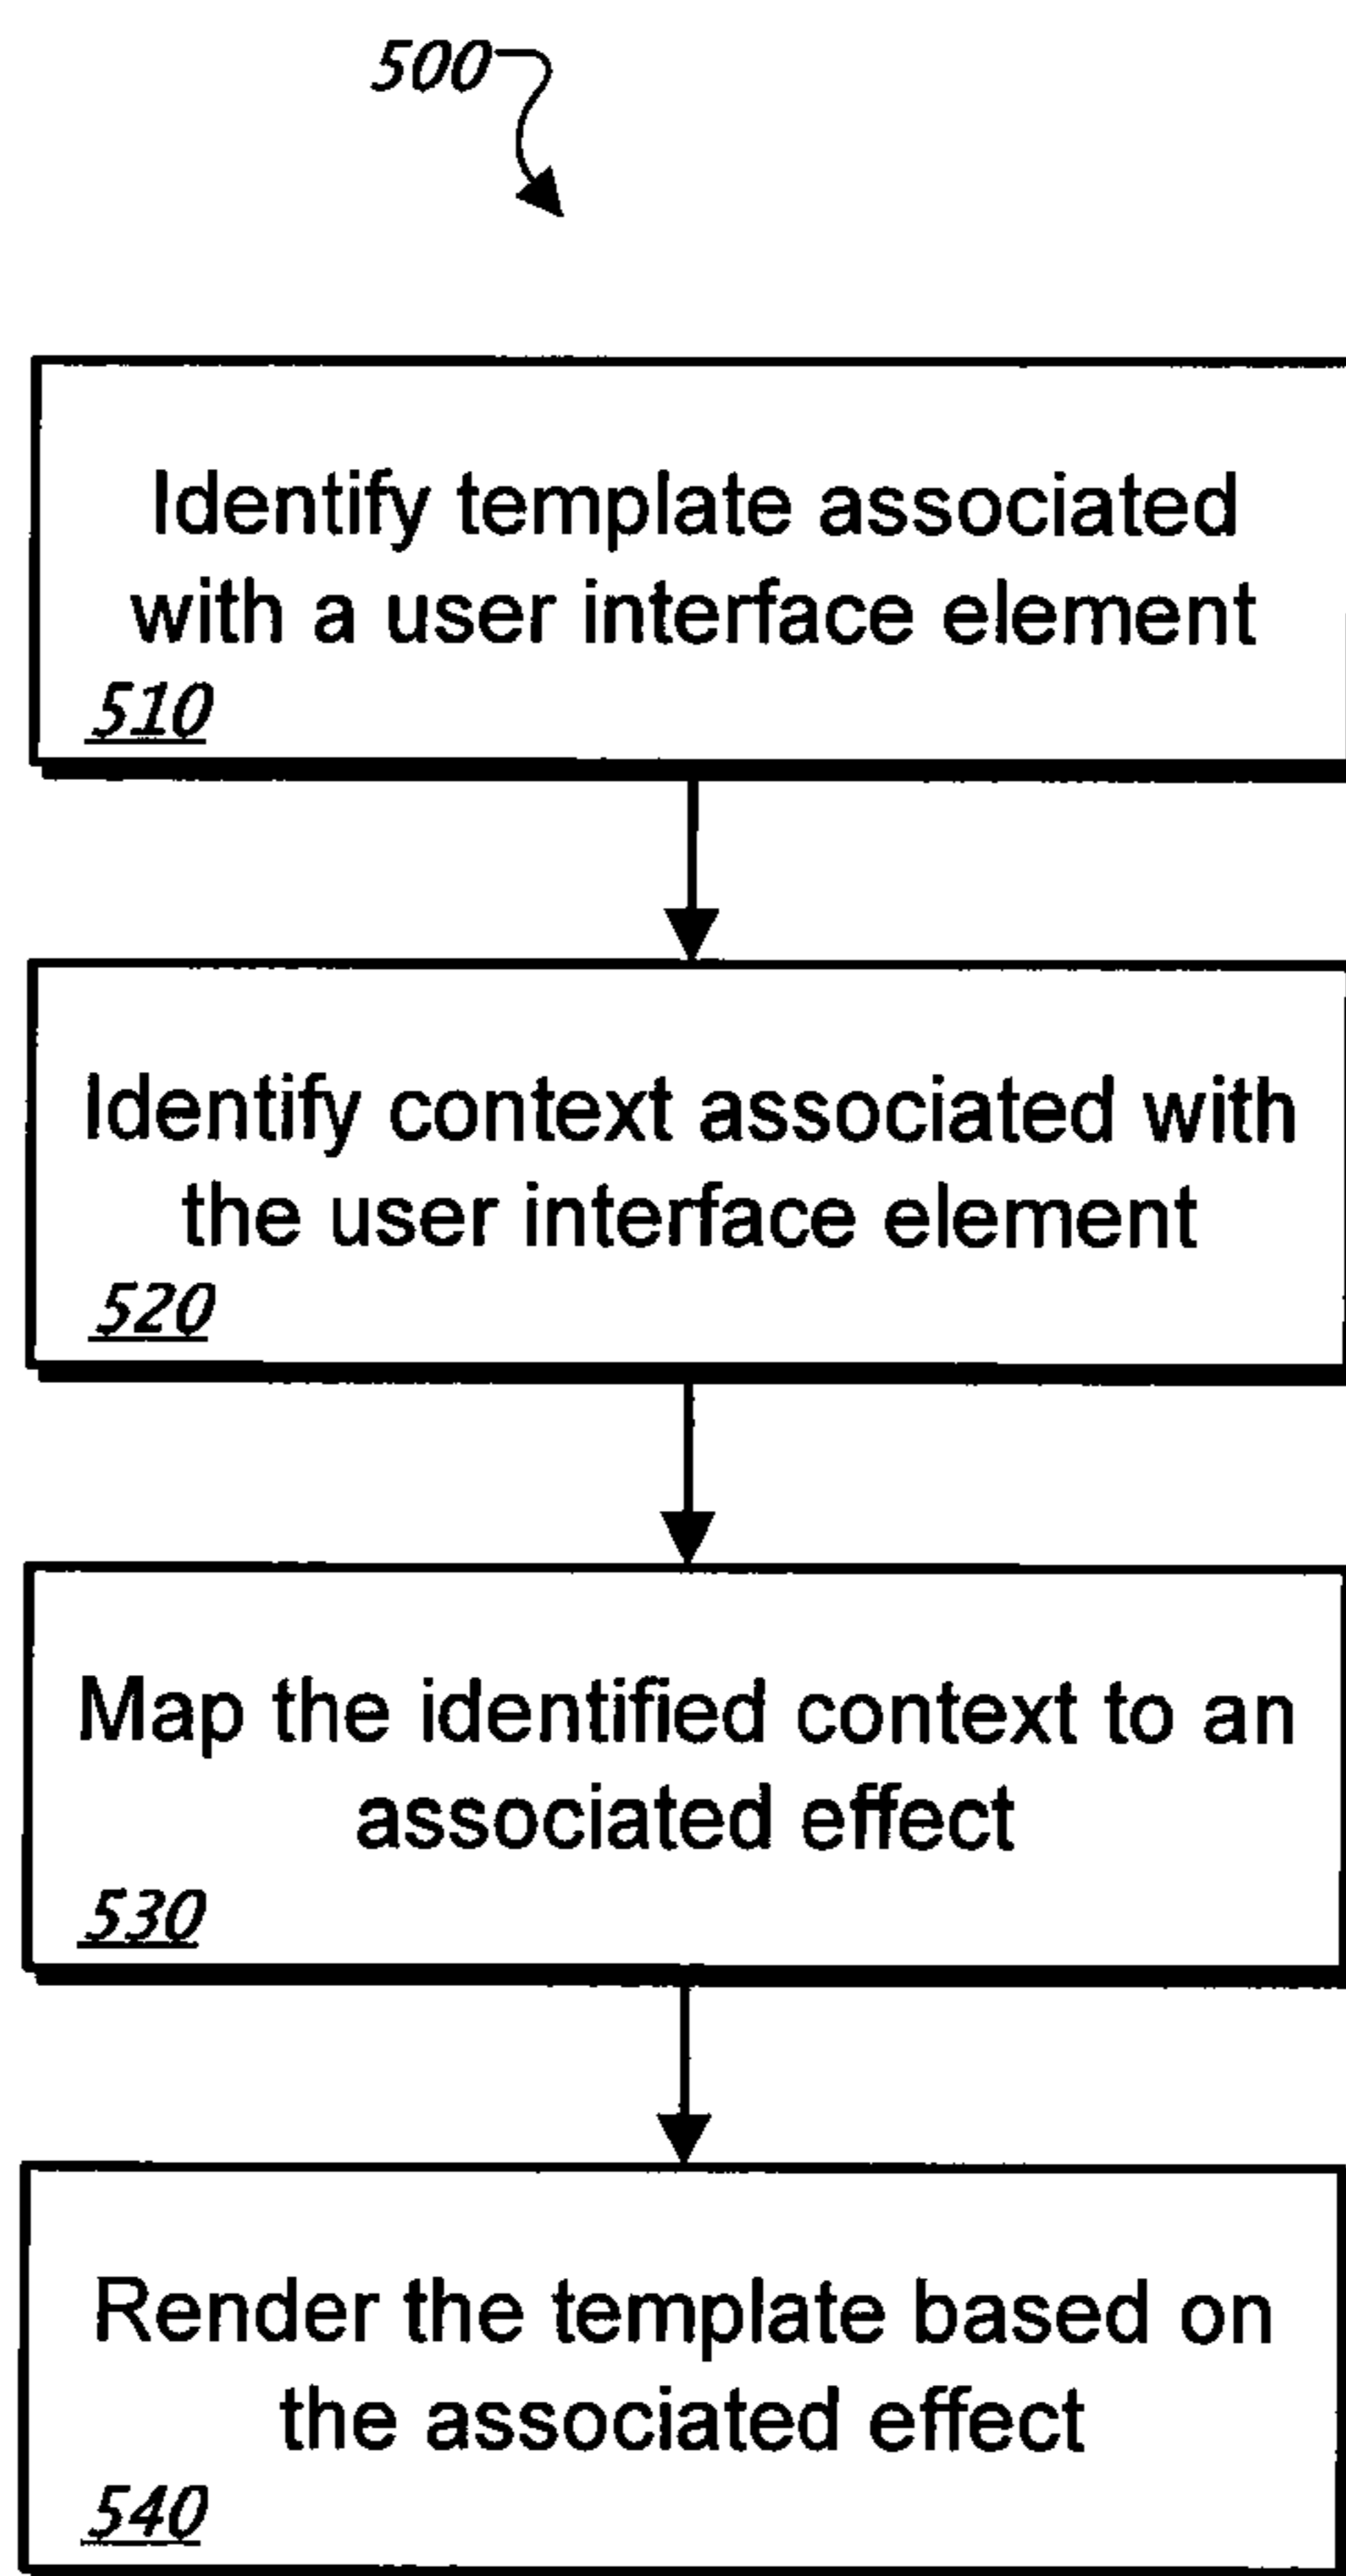 500
Identify template associated
with a user interface element
510
Identify context associated with
the user interface element
520
Map the identified context to an
associated effect
530
Render the template based on
the associated effect
540